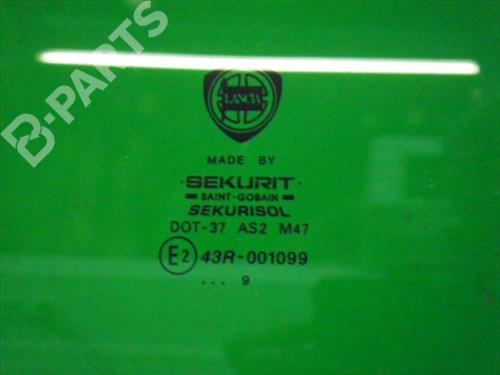 B-PARTS
LANCIA
MADE BY
·SEKURIT·
SAINT-GOBAIN
SEKURISOL
DOT-37 AS2 M47
E2 43R-001099
... 9